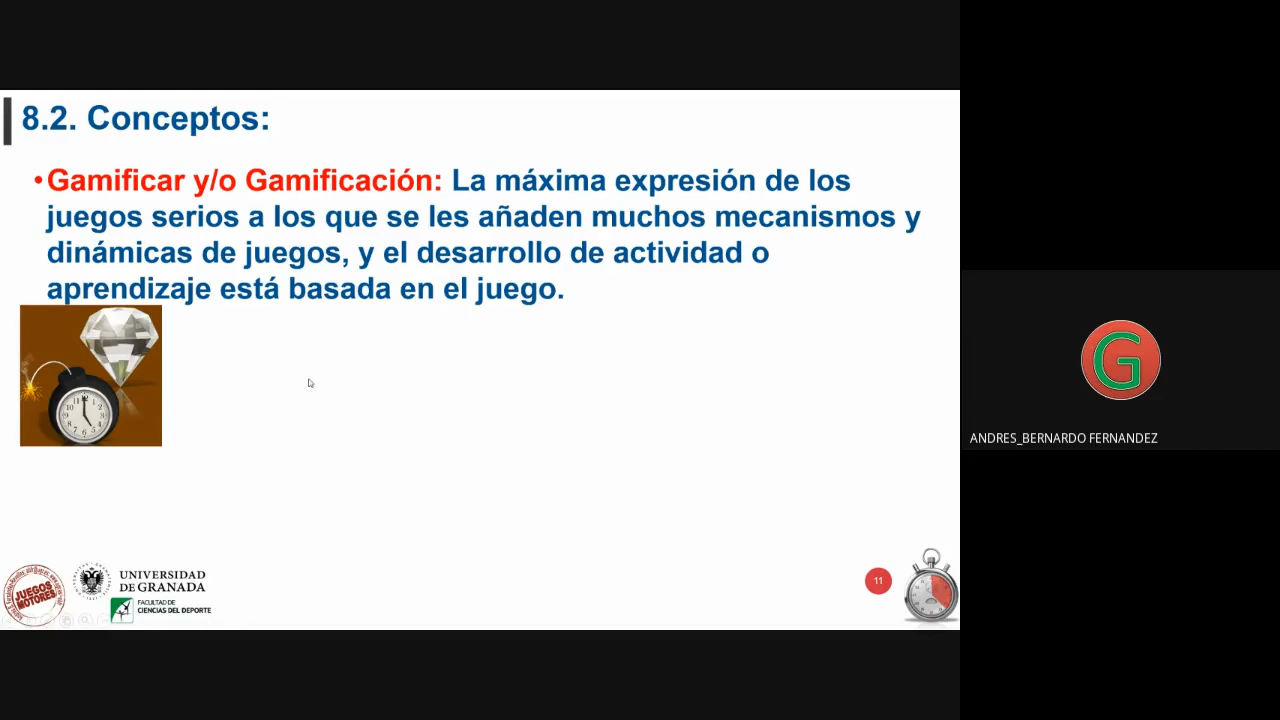 8.2. Conceptos:
•Gamificar y/o Gamificación: La máxima expresión de los
juegos serios a los que se les añaden muchos mecanismos y
dinámicas de juegos, y el desarrollo de actividad o
aprendizaje está basada en el juego.
G
ANDRES_BERNARDO FERNANDEZ
JUEGOS
MOTORES
UNIVERSIDAD
DE GRANADA
FACULTAD DE
CIENCIAS DEL DEPORTE
11